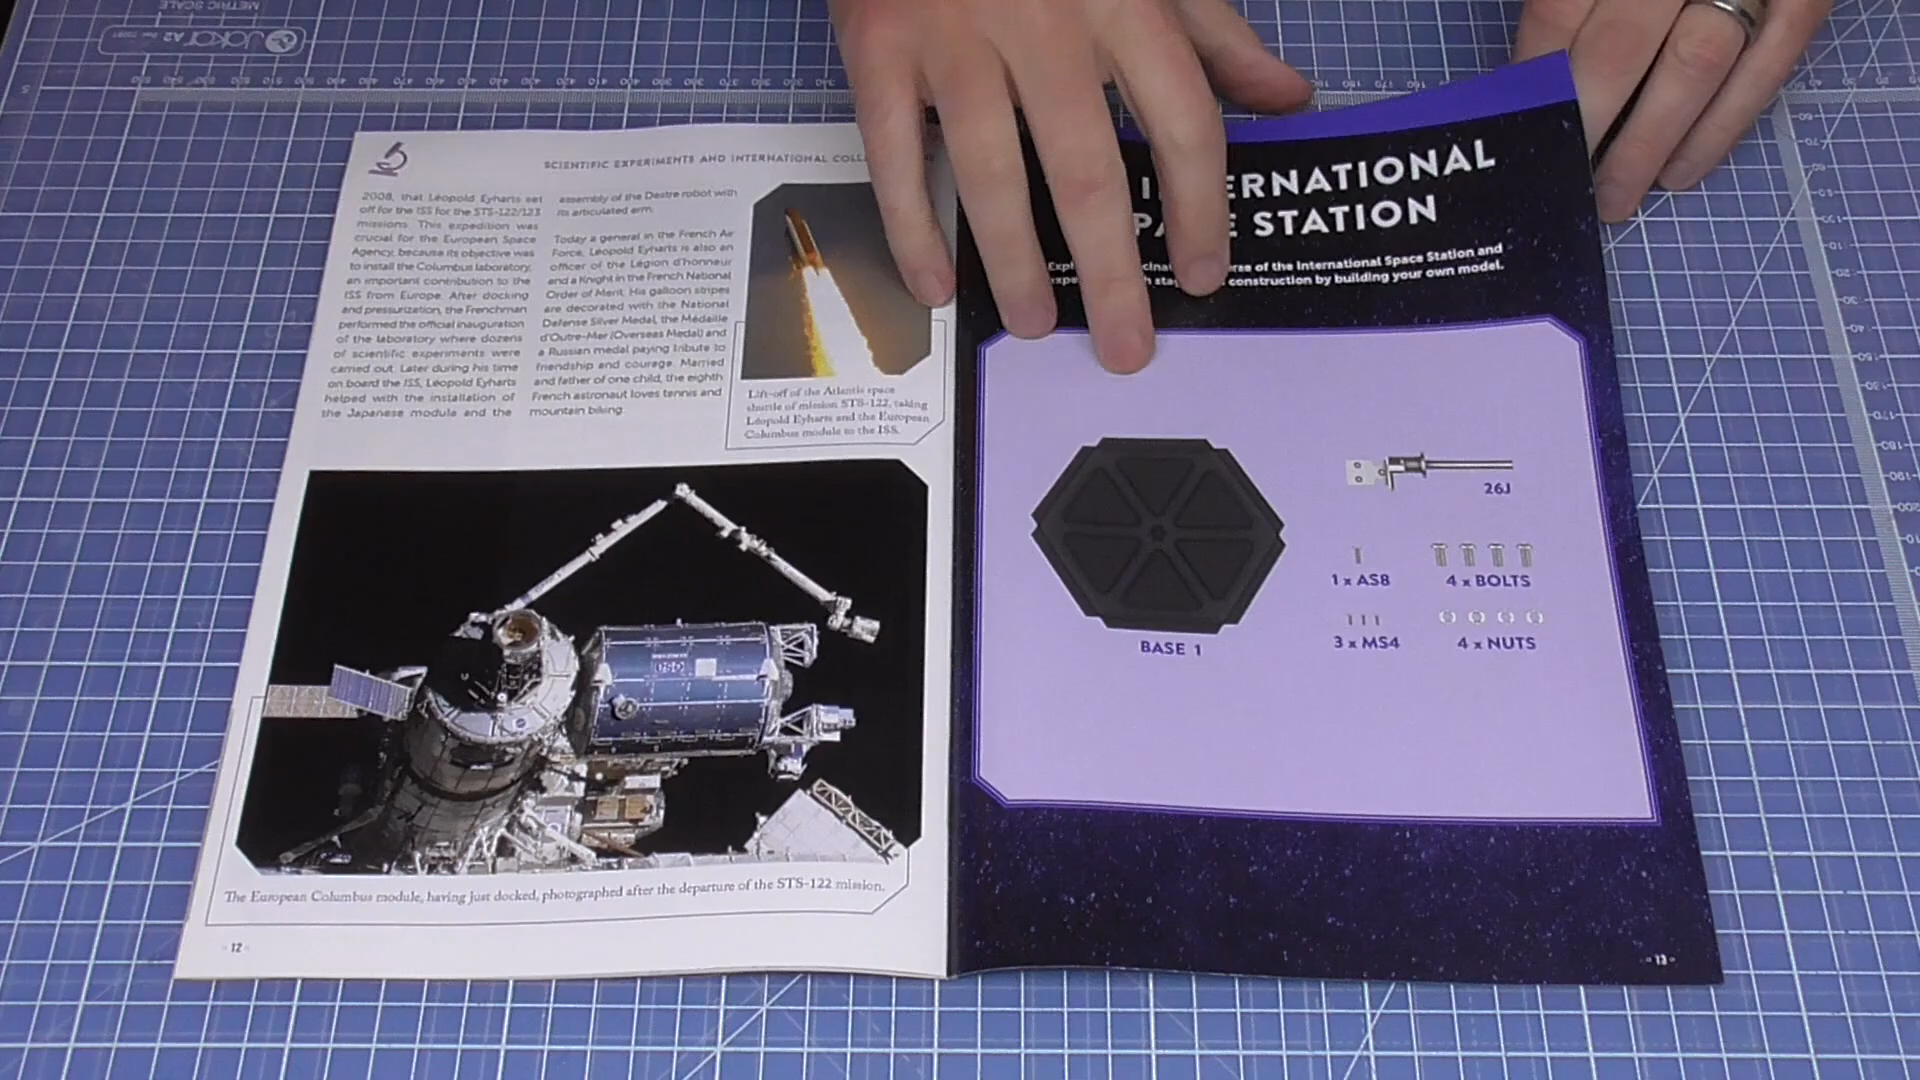 METRIC SCALE
Jakar A2
SCIENTIFIC EXPERIMENTS AND INTERNATIONAL
2008, that Léopold Eyharts set
off for the ISS for the STS-122/123
missions. This expedition was
crucial for the European Space
Agency, because its objective was
to install the Columbus laboratory,
an important contribution to the
ISS from Europe. After docking
and pressurization, the Frenchman
performed the official inauguration
of the laboratory where dozens
of scientific experiments were
carried out. Later during his time
on board the ISS, Léopold Eyharts
helped with the installation of
the Japanese module and the
assembly of the Dextre robot with
its articulated arm.
Today a general in the French Air
Force, Léopold Eyharts is also an
officer of the Légion d'honneur
and a Knight in the French National
Order of Merit. His galloon stripes
are decorated with the National
Defense Silver Medal, the Médaille
d'Outre-Mer (Overseas Medal) and
a Russian medal paying tribute to
friendship and courage. Married
and father of one child, the eighth
French astronaut loves tennis and
mountain biking.
Lift-off of the Atlantis space
shuttle of mission STS-122, taking
Léopold Eyharts and the European
Columbus module to the ISS.
The European Columbus module, having just docked, photographed after the departure of the STS-122 mission.
12
STATION
of the International Space Station and
construction by building your own model.
BASE 1
26J
1 x AS8
4 x BOLTS
3 x MS4
4 x NUTS
13